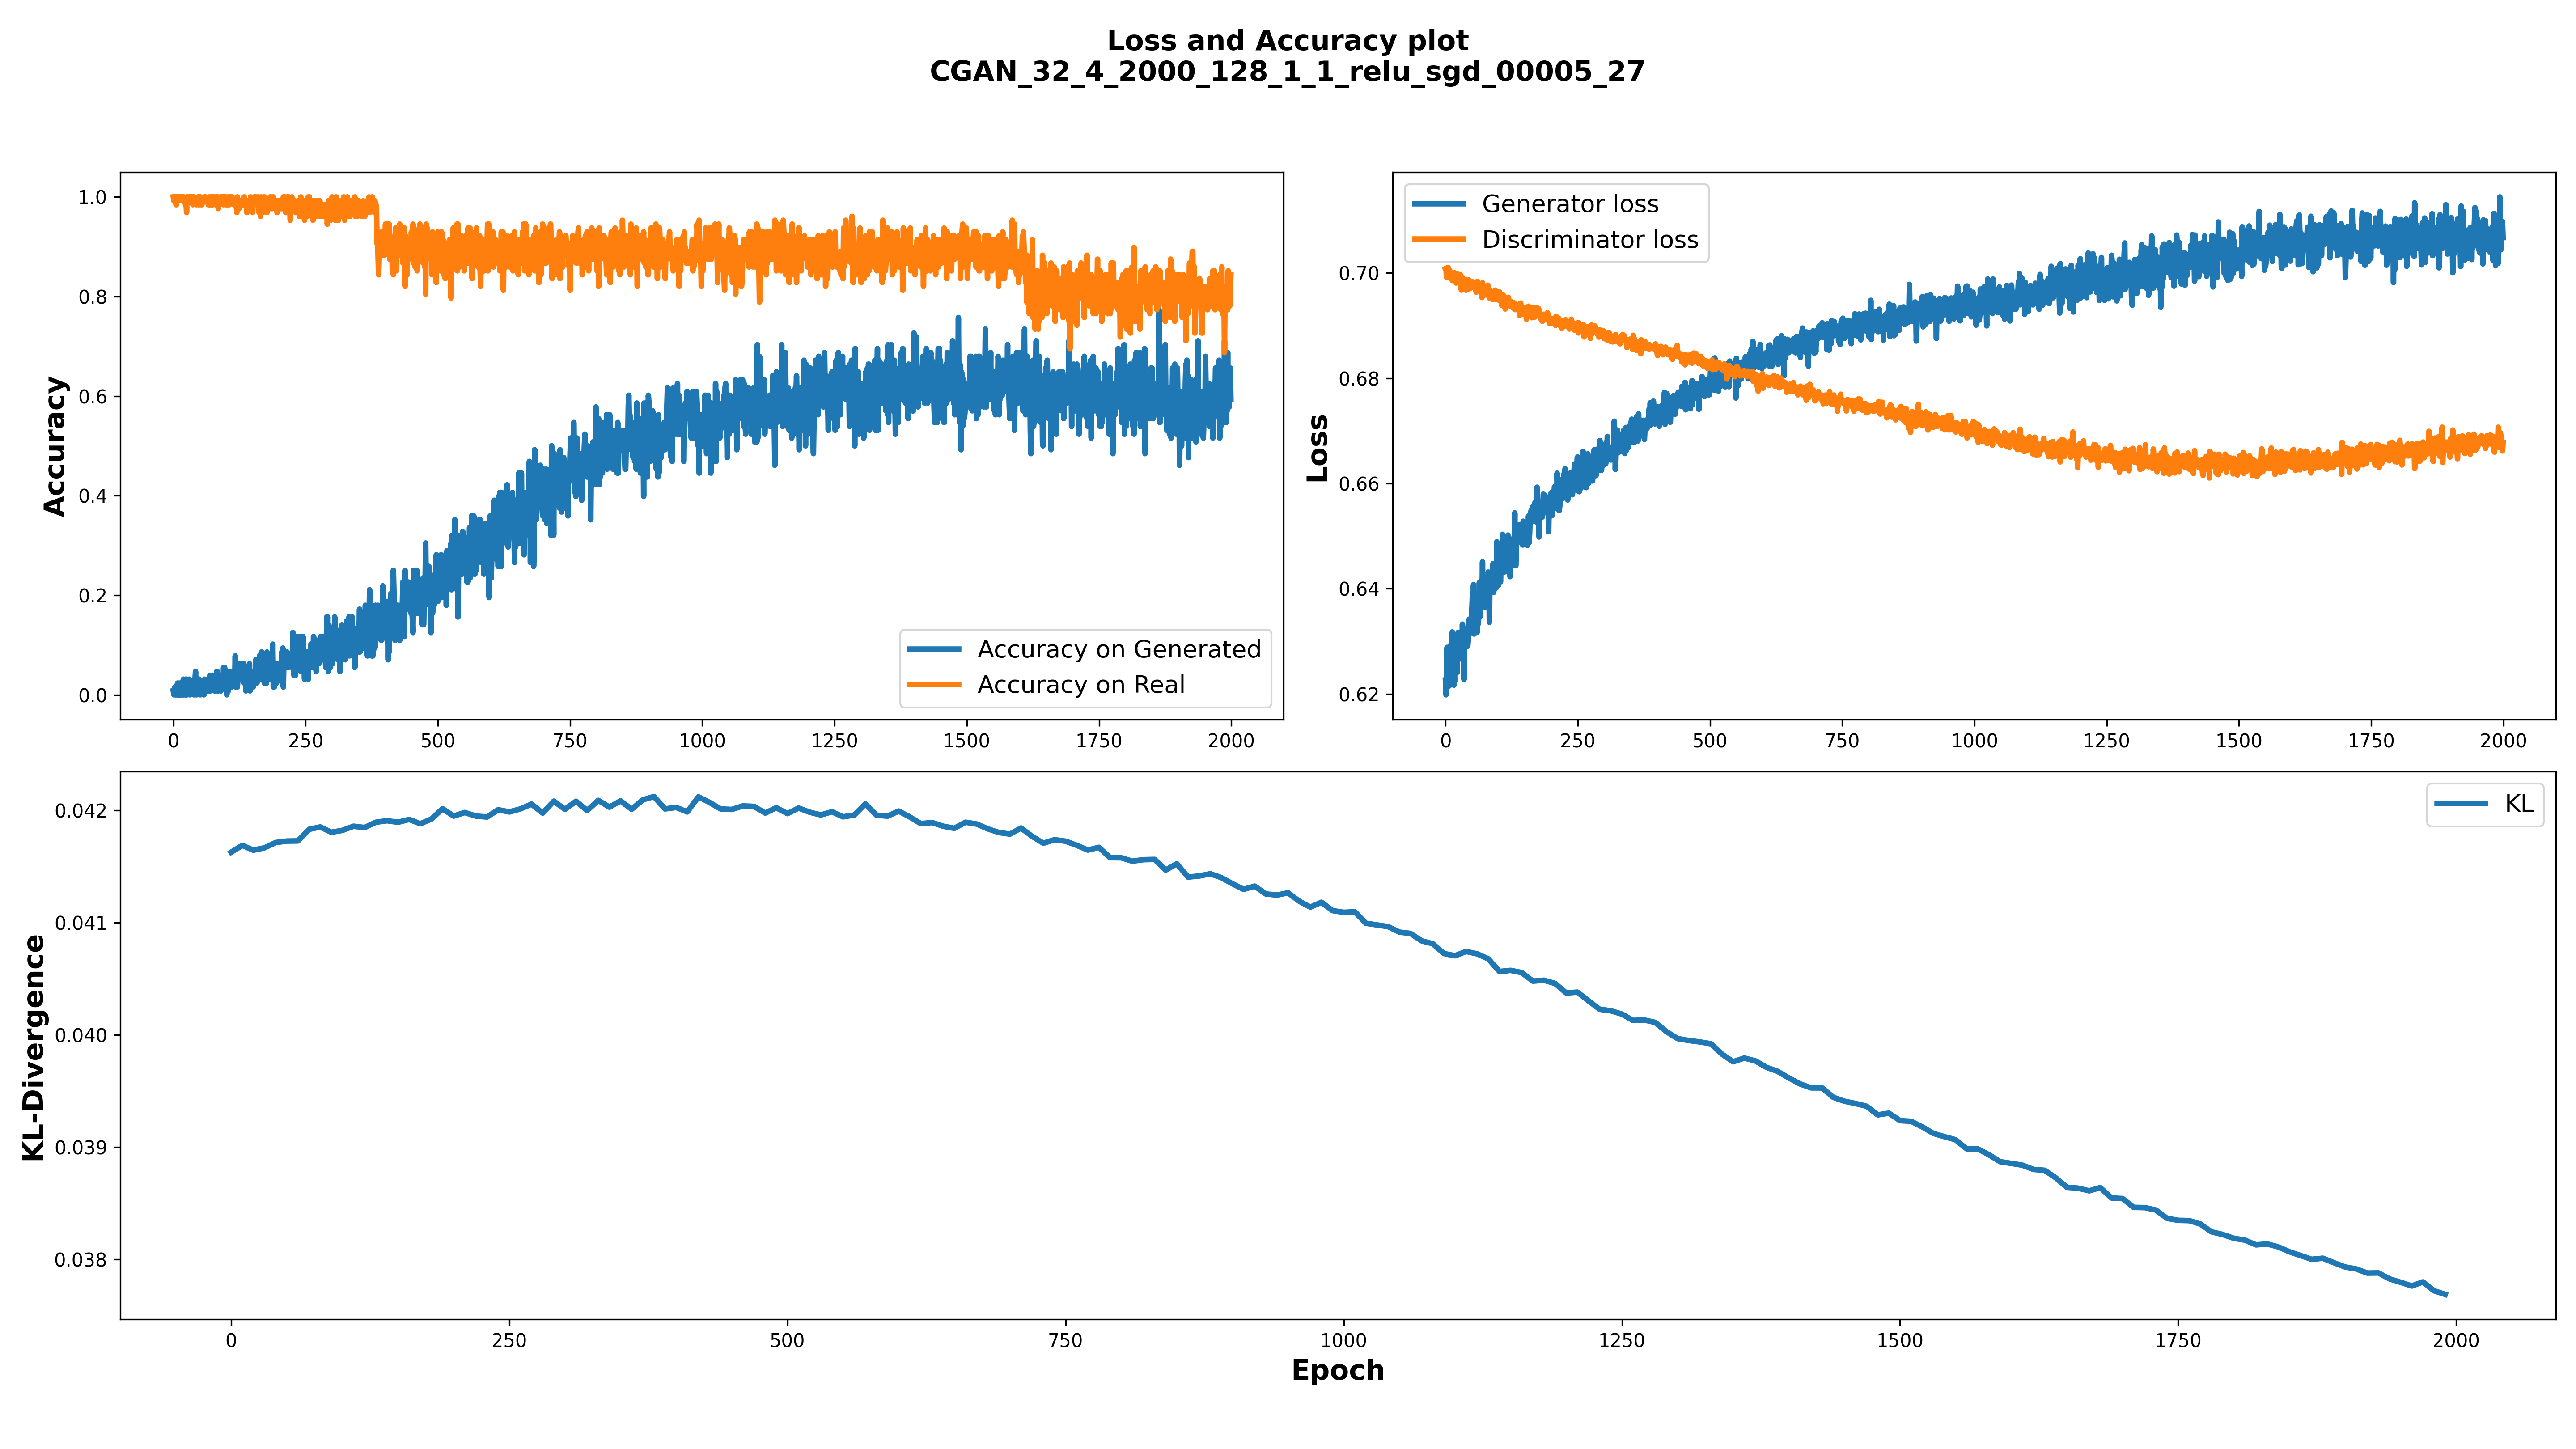 Loss and Accuracy plot
CGAN_32_4_2000_128_1_1_relu_sgd_00005_27
Accuracy
1.0
0.8
0.6
0.4
0.2
0.0
Accuracy on Generated
Accuracy on Real
0 250 500 750 1000 1250 1500 1750 2000
Loss
Generator loss
Discriminator loss
0.70
0.68
0.66
0.64
0.62
0 250 500 750 1000 1250 1500 1750 2000
KL-Divergence
KL
0.042
0.041
0.040
0.039
0.038
0 250 500 750 1000 1250 1500 1750 2000
Epoch